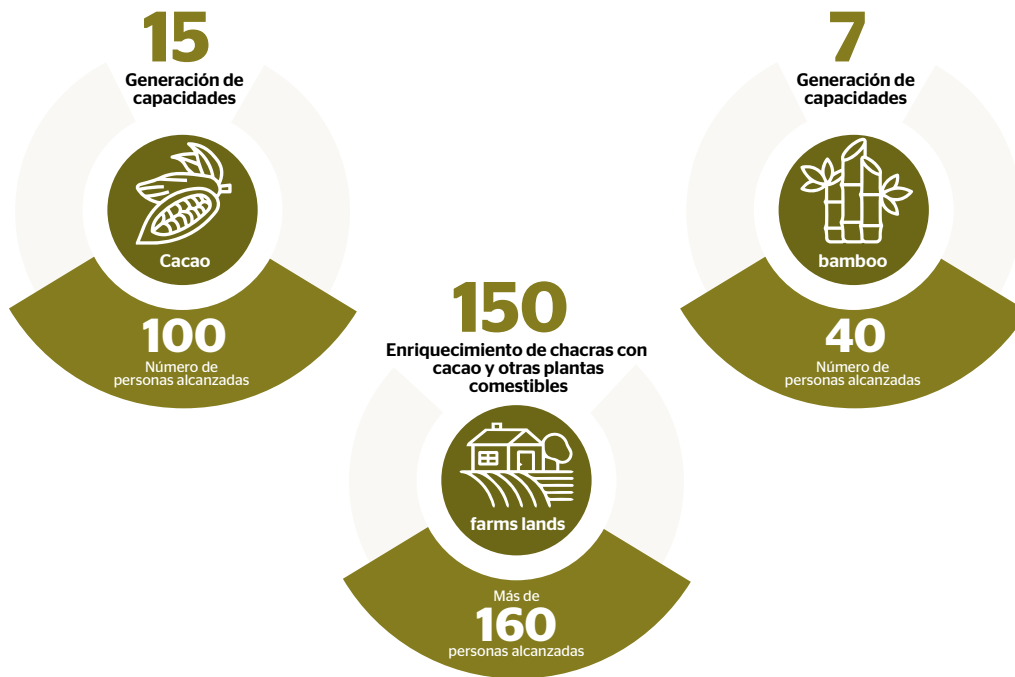 15
Generación de
capacidades
Cacao
100
Número de
personas alcanzadas
7
Generación de
capacidades
bamboo
40
Número de
personas alcanzadas
150
Enriquecimiento de chacras con
cacao y otras plantas
comestibles
farms lands
Más de
160
personas alcanzadas